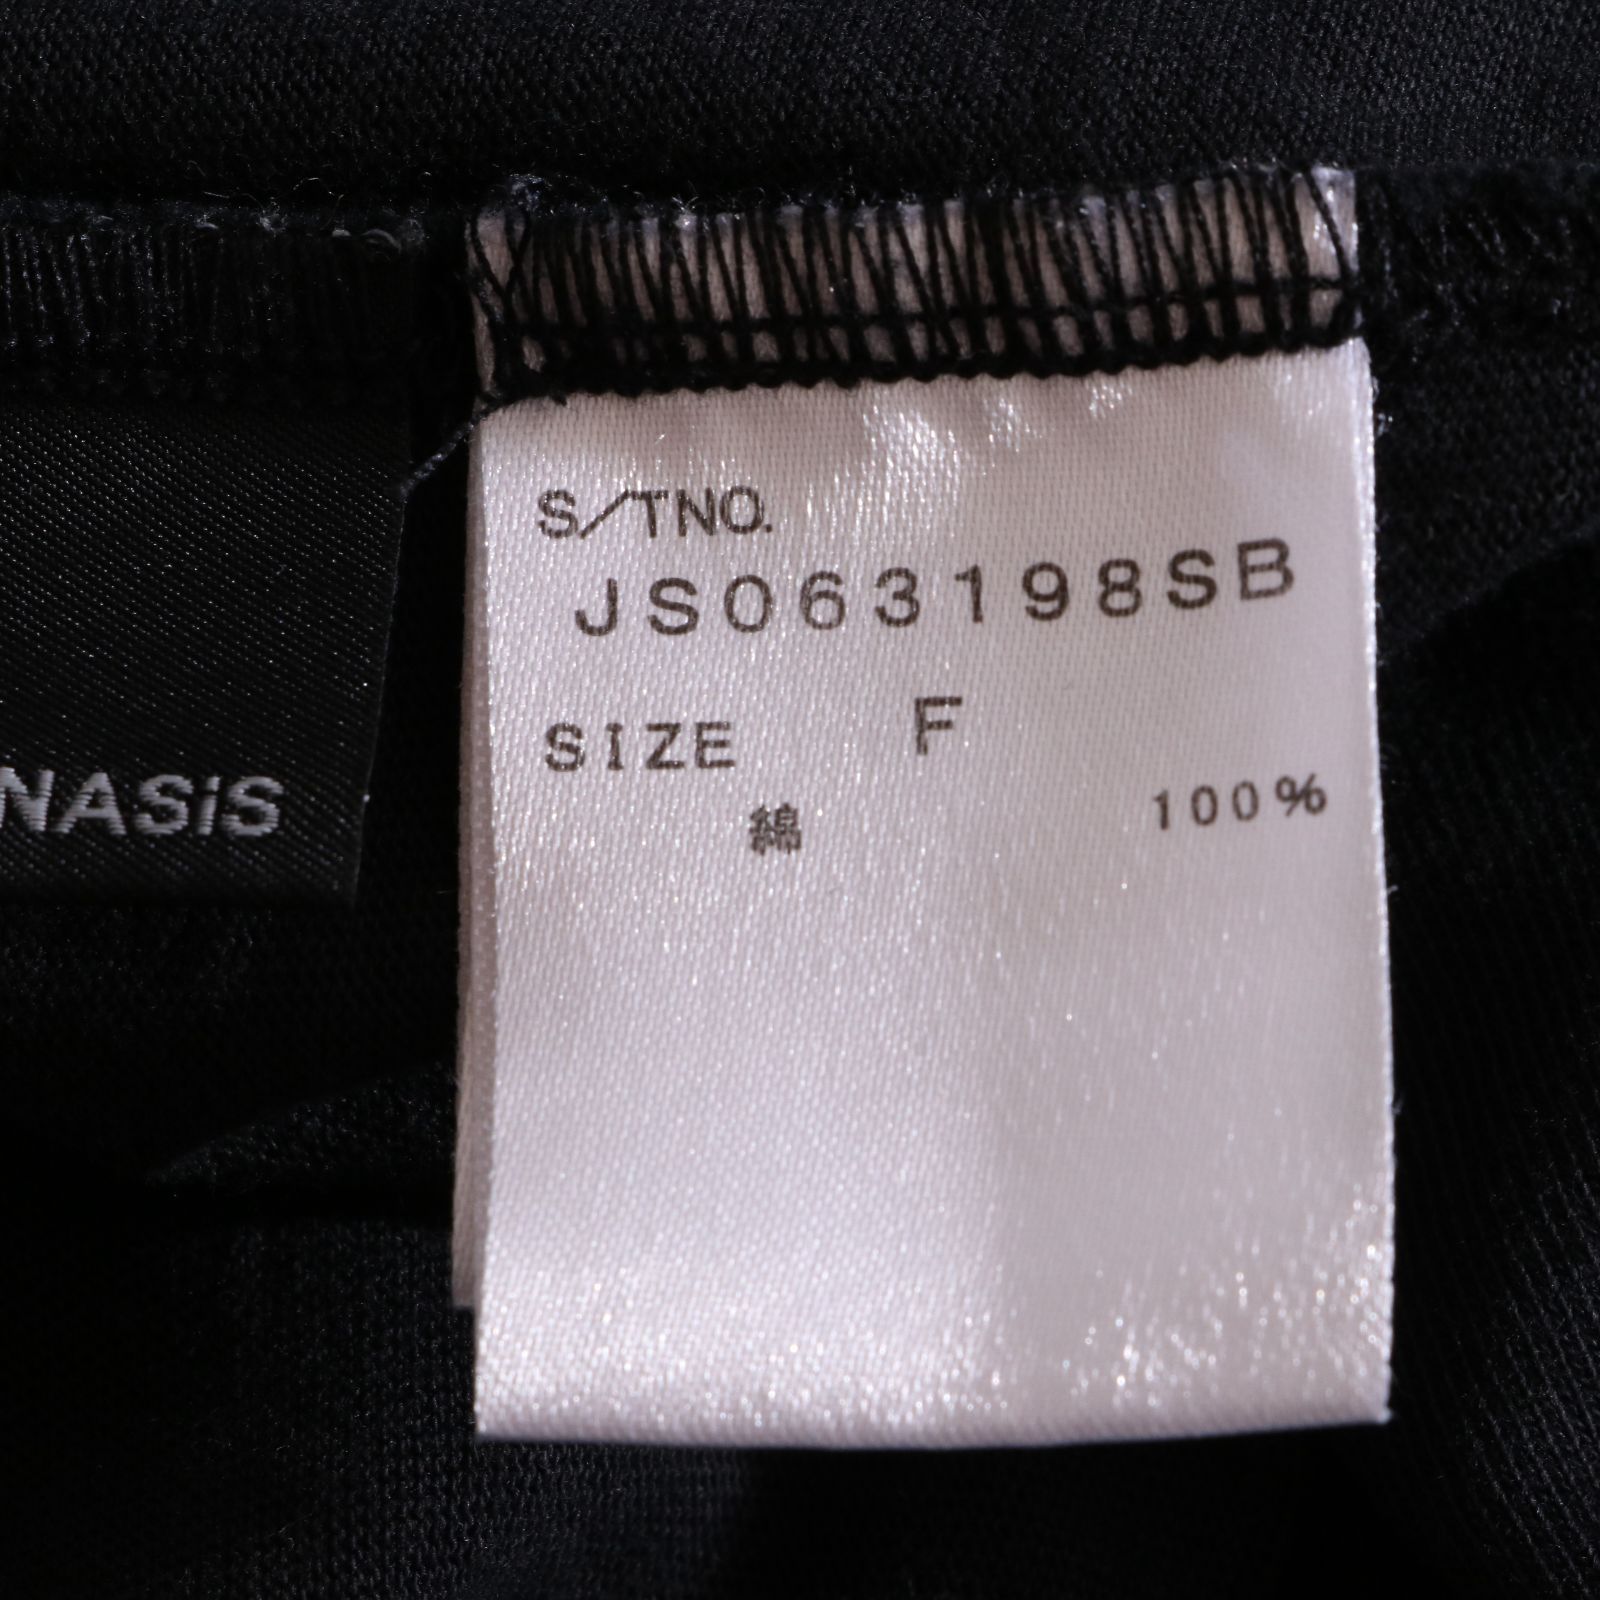 S/TNO.
JS063198SB
SIZE F
綿 100%
NASiS